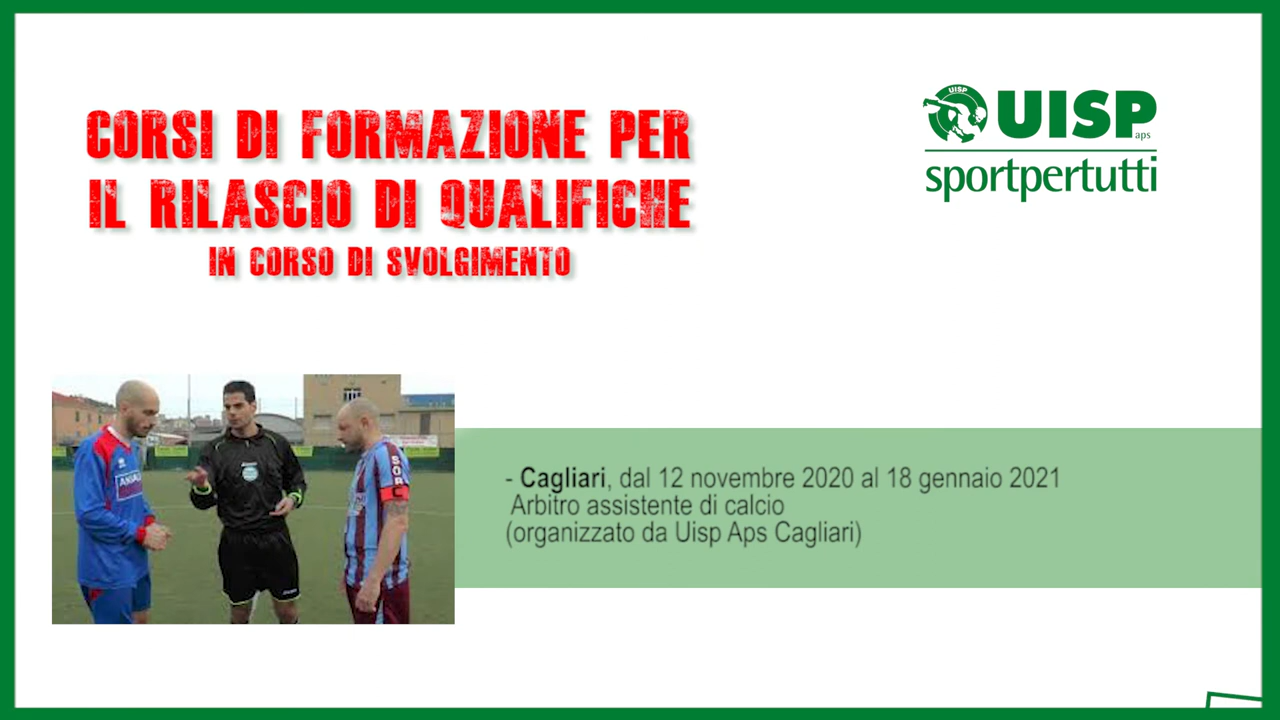 CORSI DI FORMAZIONE PER
IL RILASCIO DI QUALIFICHE
IN CORSO DI SVOLGIMENTO
UISP
UISP
aps
sportpertutti
- Cagliari, dal 12 novembre 2020 al 18 gennaio 2021
Arbitro assistente di calcio
(organizzato da Uisp Aps Cagliari)